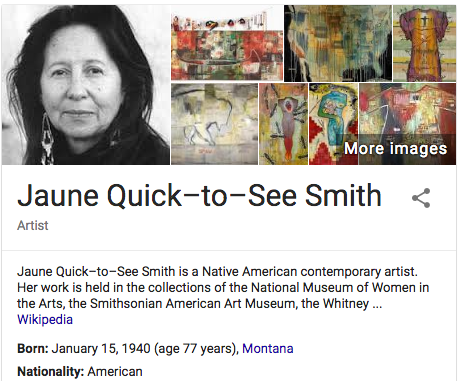 More images
Jaune Quick–to–See Smith
Artist
Jaune Quick–to–See Smith is a Native American contemporary artist.
Her work is held in the collections of the National Museum of Women in
the Arts, the Smithsonian American Art Museum, the Whitney ...
Wikipedia
Born: January 15, 1940 (age 77 years), Montana
Nationality: American